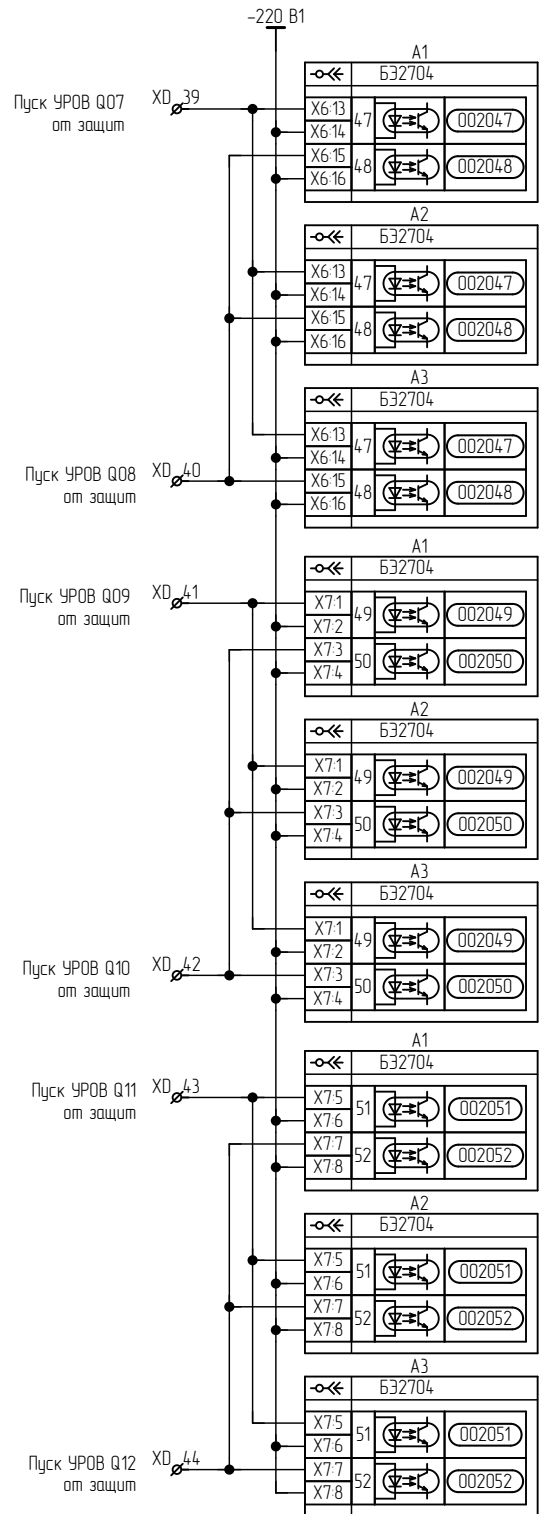 -220 В1
А1
БЭ2704
Пуск УРОВ Q07
от защит
XD 39
X6:13
X6:14
47
002047
X6:15
X6:16
48
002048
А2
БЭ2704
X6:13
X6:14
47
002047
X6:15
X6:16
48
002048
А3
БЭ2704
X6:13
X6:14
47
002047
Пуск УРОВ Q08
от защит
XD 40
X6:15
X6:16
48
002048
А1
БЭ2704
Пуск УРОВ Q09
от защит
XD 41
X7:1
X7:2
49
002049
X7:3
X7:4
50
002050
А2
БЭ2704
X7:1
X7:2
49
002049
X7:3
X7:4
50
002050
А3
БЭ2704
X7:1
X7:2
49
002049
Пуск УРОВ Q10
от защит
XD 42
X7:3
X7:4
50
002050
А1
БЭ2704
Пуск УРОВ Q11
от защит
XD 43
X7:5
X7:6
51
002051
X7:7
X7:8
52
002052
А2
БЭ2704
X7:5
X7:6
51
002051
X7:7
X7:8
52
002052
А3
БЭ2704
X7:5
X7:6
51
002051
Пуск УРОВ Q12
от защит
XD 44
X7:7
X7:8
52
002052